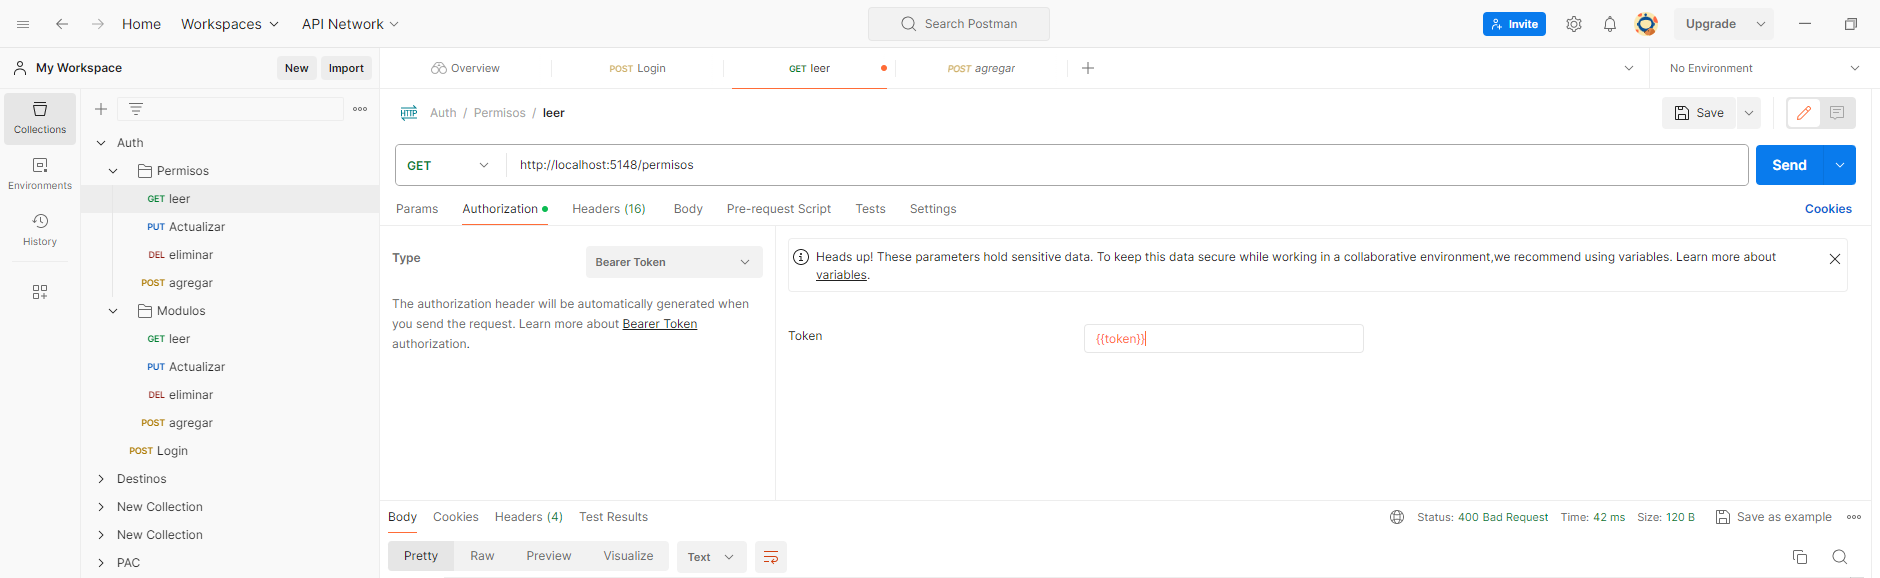 Home Workspaces API Network Search Postman Invite Upgrade
My Workspace New Import Overview POST Login GET leer POST agregar No Environment
Collections
Environments
History
Auth
Permisos
GET leer
PUT Actualizar
DEL eliminar
POST agregar
Modulos
GET leer
PUT Actualizar
DEL eliminar
POST agregar
POST Login
Destinos
New Collection
New Collection
PAC
HTTP Auth / Permisos / leer Save
GET http://localhost:5148/permisos Send
Params Authorization Headers (16) Body Pre-request Script Tests Settings Cookies
Type Bearer Token
The authorization header will be automatically generated when
you send the request. Learn more about Bearer Token
authorization.
Heads up! These parameters hold sensitive data. To keep this data secure while working in a collaborative environment,we recommend using variables. Learn more about
variables.
Token {{token}}
Body Cookies Headers (4) Test Results Status: 400 Bad Request Time: 42 ms Size: 120 B Save as example
Pretty Raw Preview Visualize Text